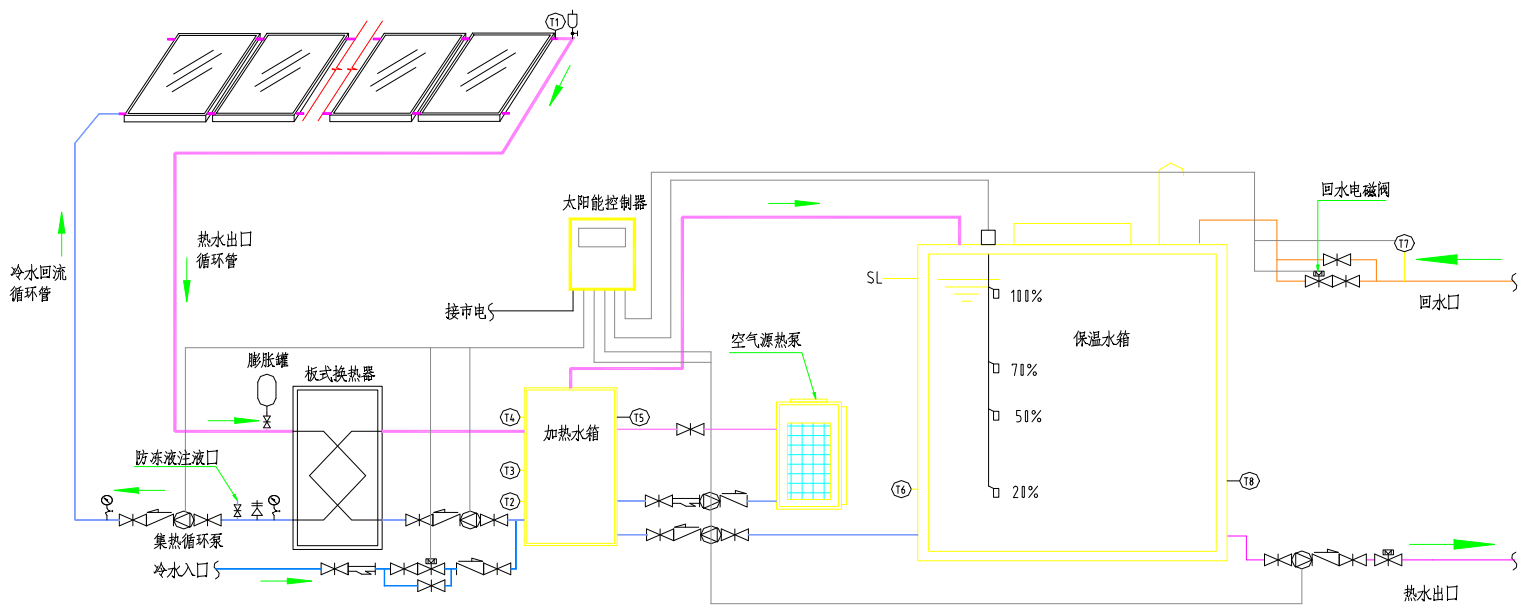 T1
回水电磁阀
太阳能控制器
热水出口
循环管
冷水回流
循环管
T7
SL
100%
回水口
接市电
空气源热泵
保温水箱
膨胀罐
板式换热器
70%
T4
T5
50%
加热水箱
防冻液注液口
T3
T8
T6
20%
T2
集热循环泵
冷水入口
热水出口